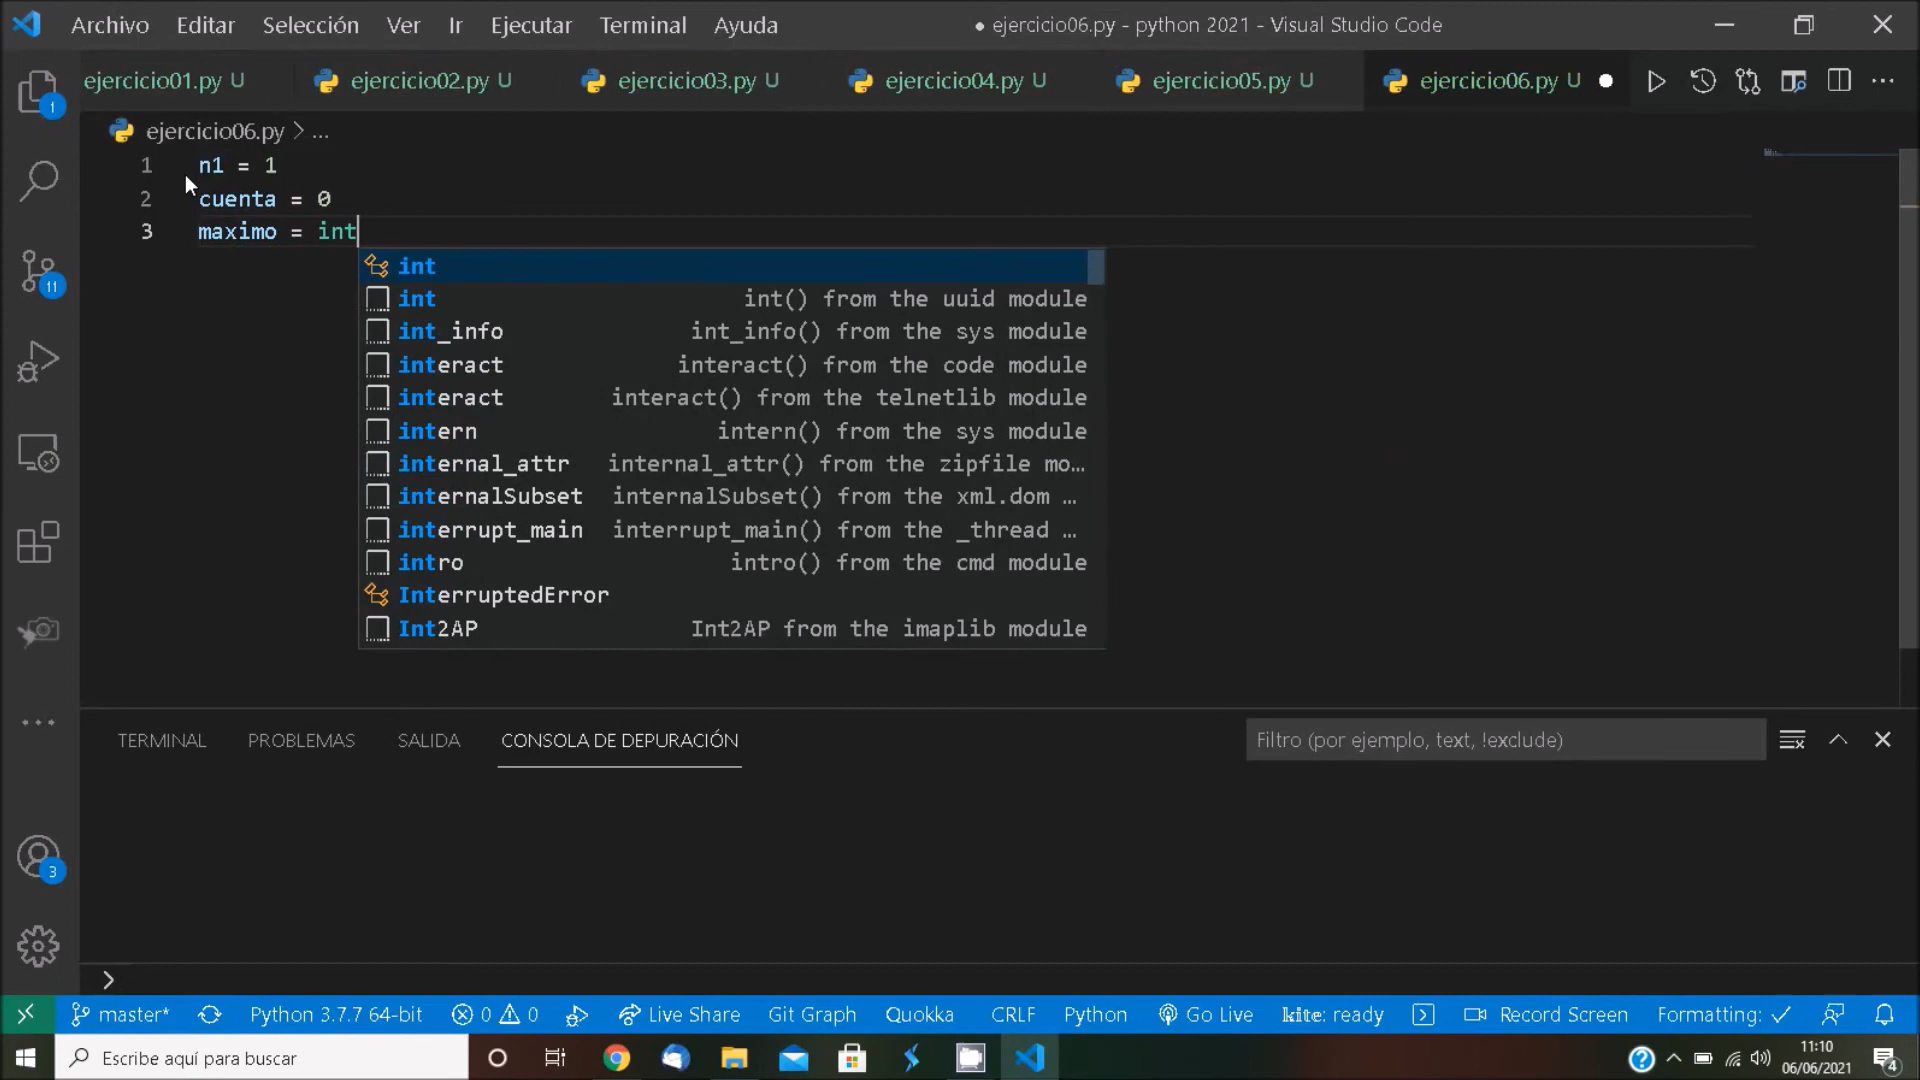 Archivo Editar Selección Ver Ir Ejecutar Terminal Ayuda ● ejercicio06.py - python 2021 - Visual Studio Code
ejercicio01.py U ejercicio02.py U ejercicio03.py U ejercicio04.py U ejercicio05.py U ejercicio06.py U
ejercicio06.py > ...
1 n1 = 1
2 cuenta = 0
3 maximo = int
int
int int() from the uuid module
int_info int_info() from the sys module
interact interact() from the code module
interact interact() from the telnetlib module
intern intern() from the sys module
internal_attr internal_attr() from the zipfile mo…
internalSubset internalSubset() from the xml.dom …
interrupt_main interrupt_main() from the _thread …
intro intro() from the cmd module
InterruptedError
Int2AP Int2AP from the imaplib module
1
11
3
TERMINAL PROBLEMAS SALIDA CONSOLA DE DEPURACIÓN Filtro (por ejemplo, text, !exclude)
master* Python 3.7.7 64-bit 0 0 Live Share Git Graph Quokka CRLF Python Go Live kite: ready Record Screen Formatting: ✓
Escribe aquí para buscar
11:10
06/06/2021
4